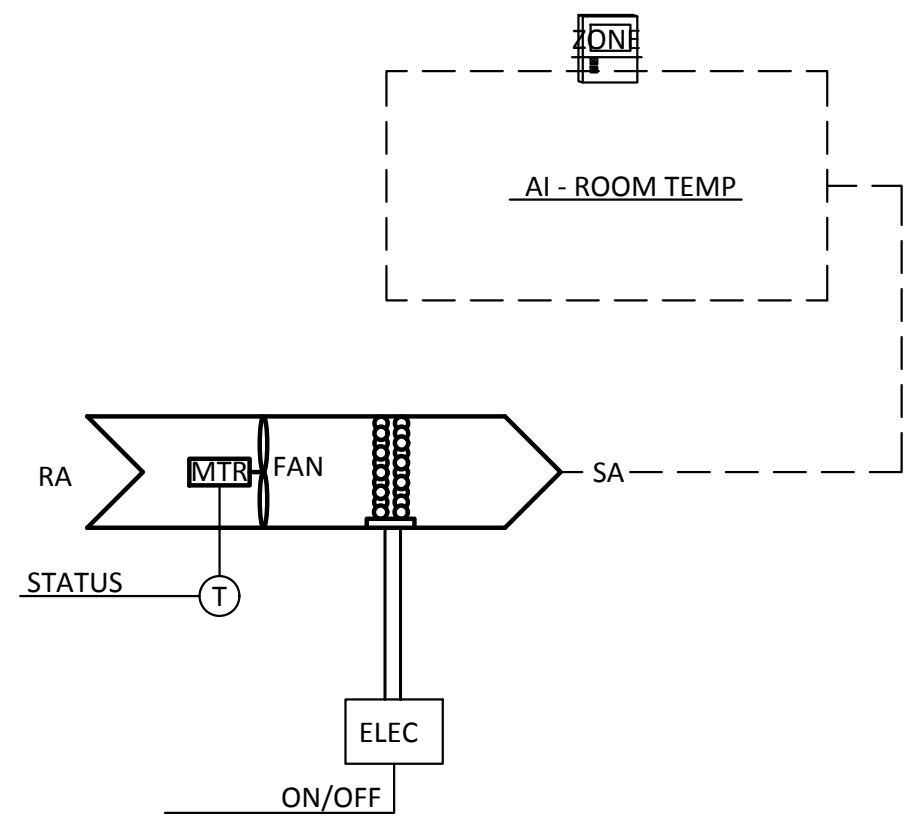 ZONE
AI - ROOM TEMP
RA
MTR
FAN
SA
STATUS
T
ELEC
ON/OFF